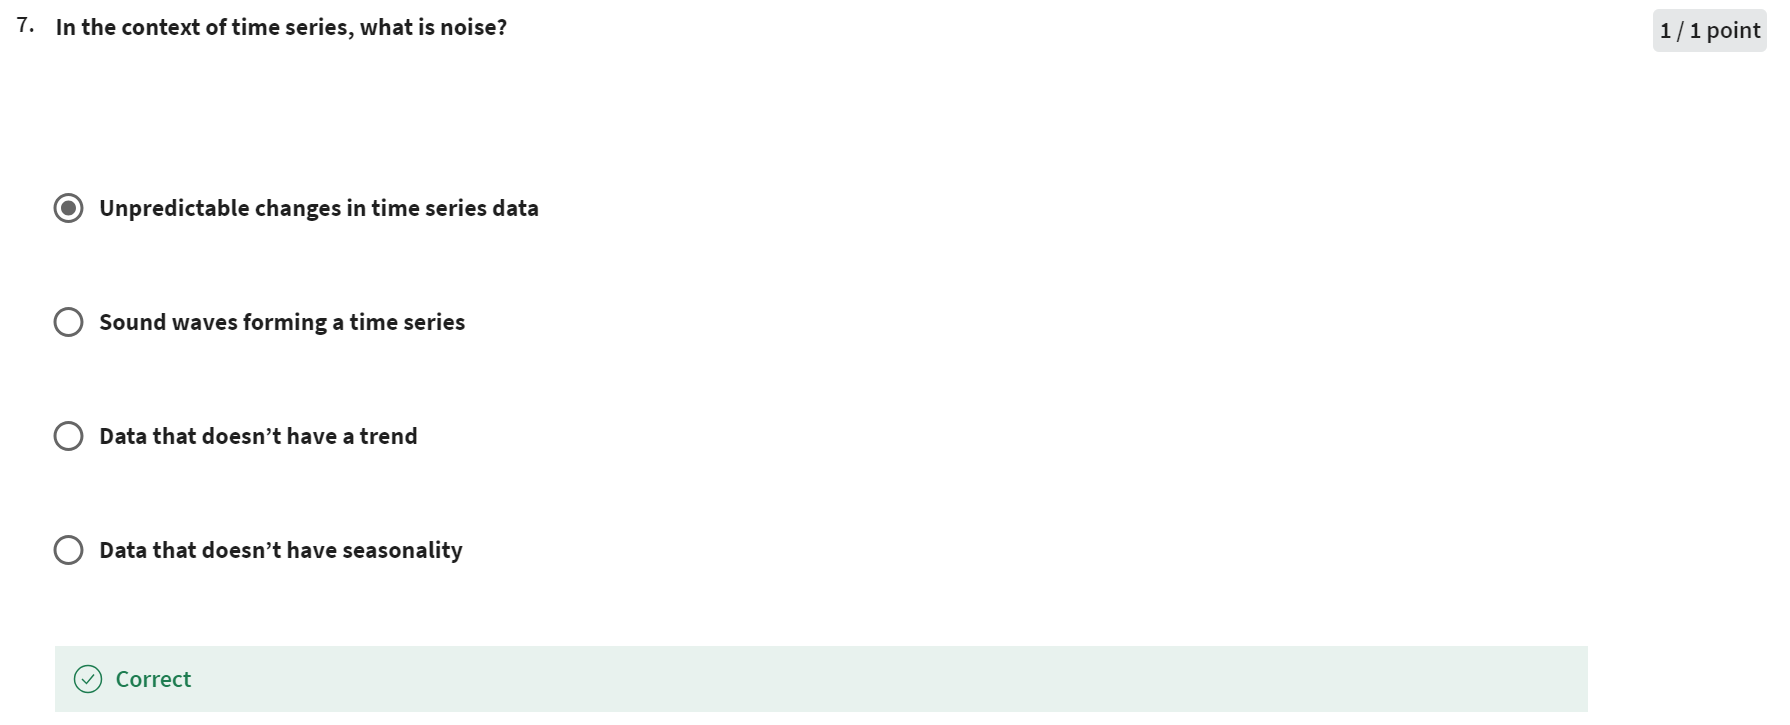 7. In the context of time series, what is noise?
1 / 1 point
Unpredictable changes in time series data
Sound waves forming a time series
Data that doesn’t have a trend
Data that doesn’t have seasonality
Correct